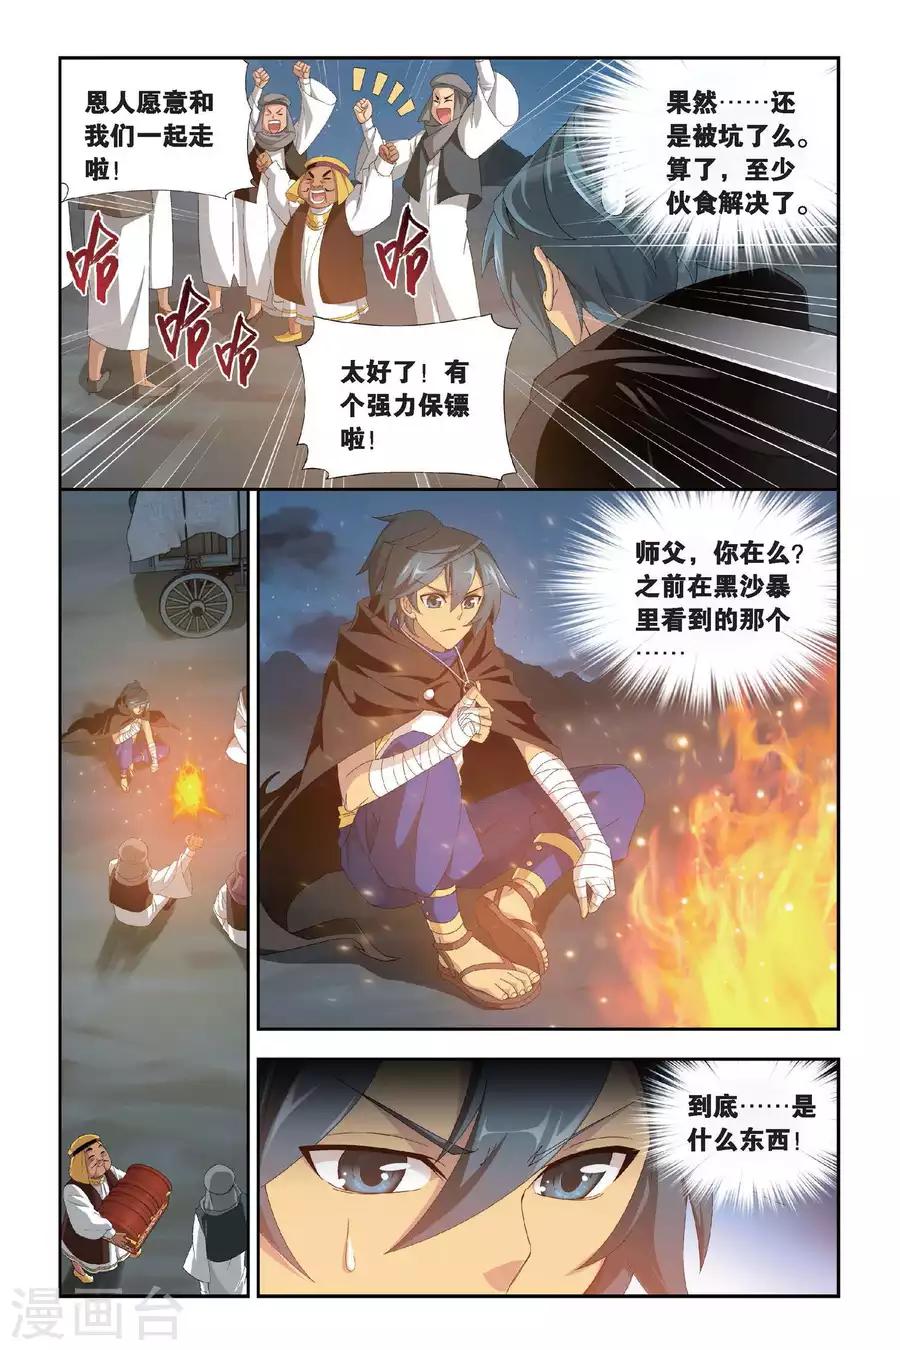 恩人愿意和
我们一起走
啦！
果然……还
是被坑了么。
算了，至少
伙食解决了。
哈
哈
哈
哈
太好了！有
个强力保镖
啦！
师父，你在么？
之前在黑沙暴
里看到的那个
……
到底……是
什么东西！
漫画台